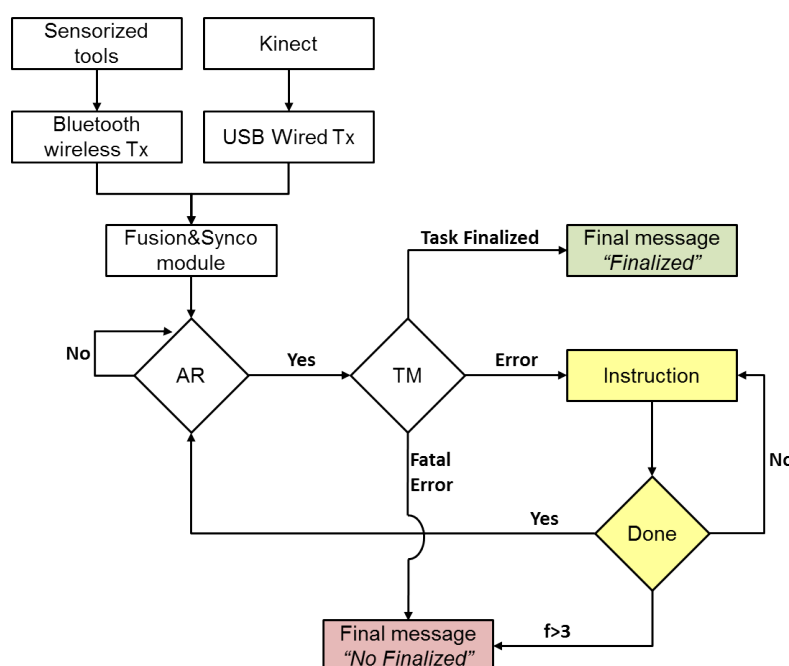 Sensorized
tools
Kinect
Bluetooth
wireless Tx
USB Wired Tx
Fusion&Synco
module
Task Finalized
Final message
“Finalized”
No
AR
Yes
TM
Error
Instruction
Fatal
Error
No
Yes
Done
f>3
Final message
“No Finalized”